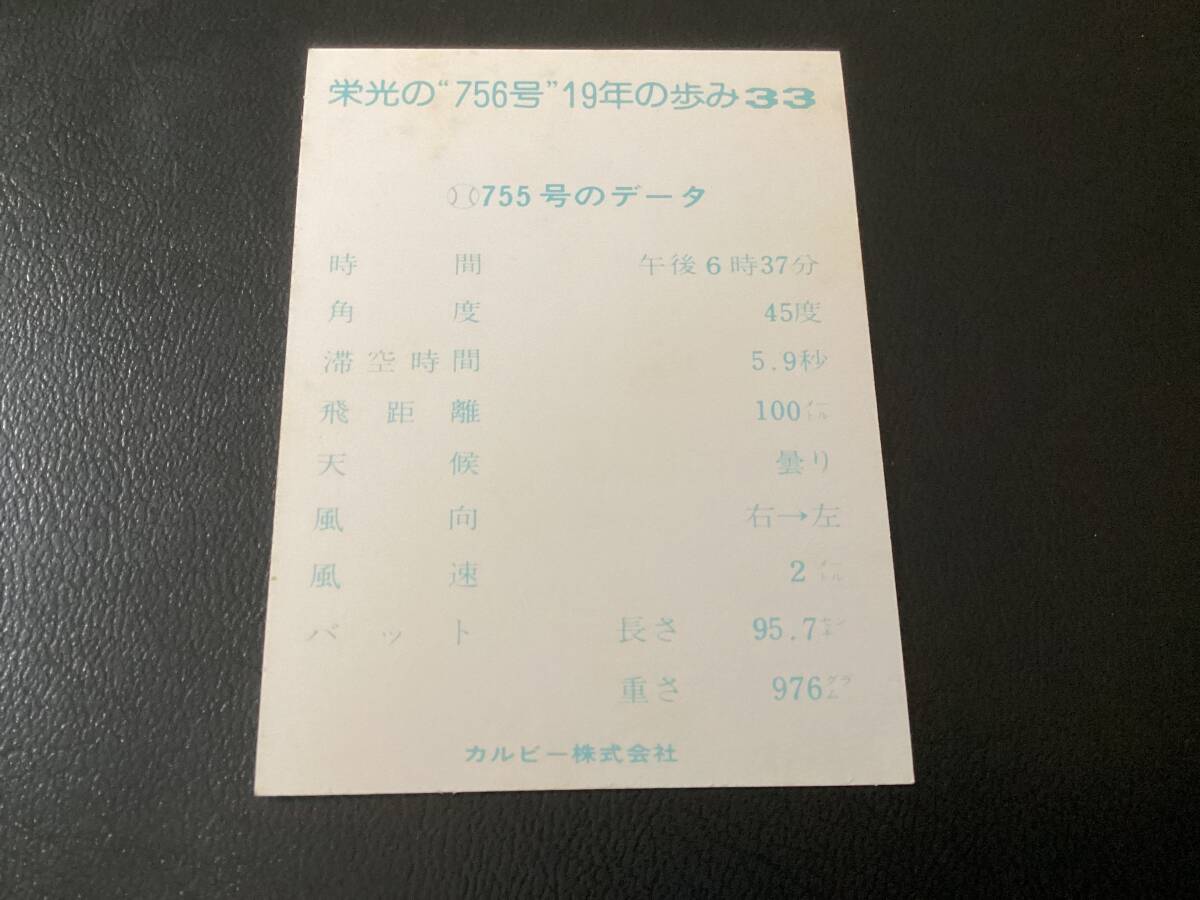 栄光の“756号”19年の歩み33
755号のデータ
時間 午後6時37分
角度 45度
滞空時間 5.9秒
飛距離 100メートル
天候 曇り
風向 右→左
風速 2メートル
バット 長さ 95.7センチ
重さ 976グラム
カルビー株式会社